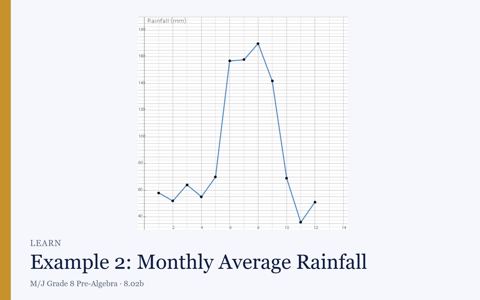 Rainfall (mm)
180
160
140
120
100
80
60
40
2 4 6 8 10 12 14
LEARN
Example 2: Monthly Average Rainfall
M/J Grade 8 Pre-Algebra · 8.02b